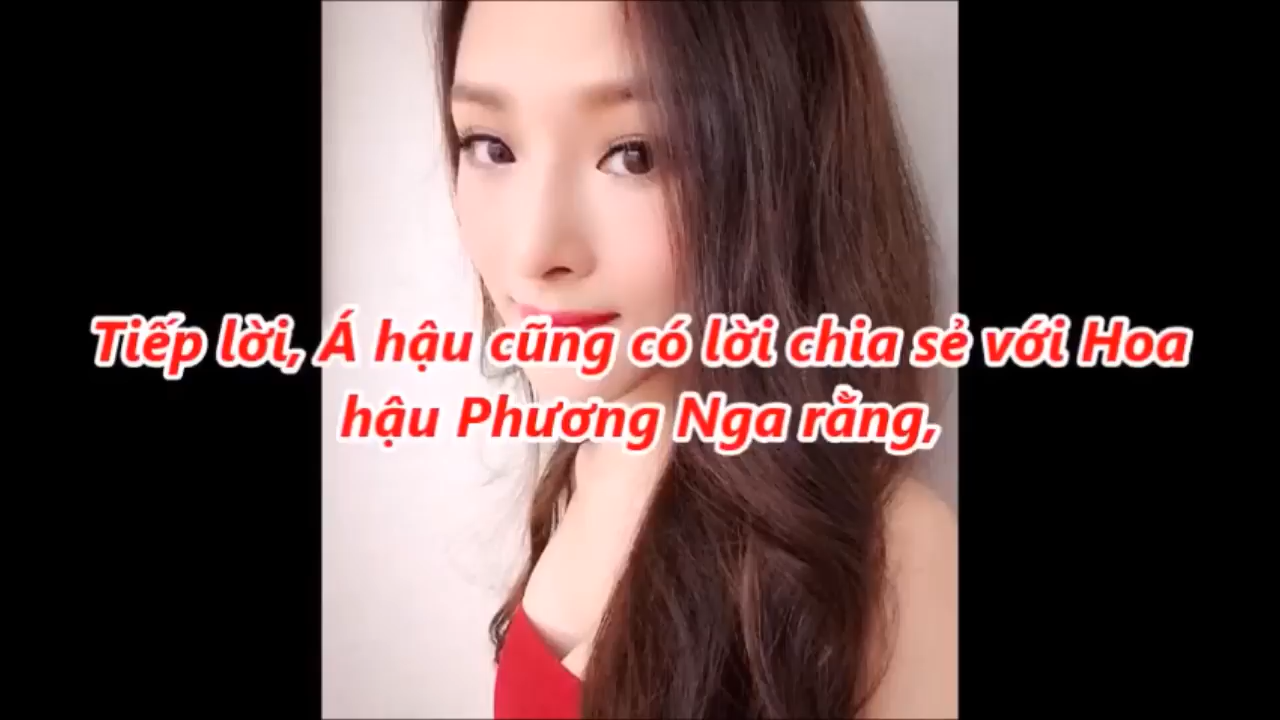 Tiếp lời, Á hậu cũng có lời chia sẻ với Hoa
hậu Phương Nga rằng,